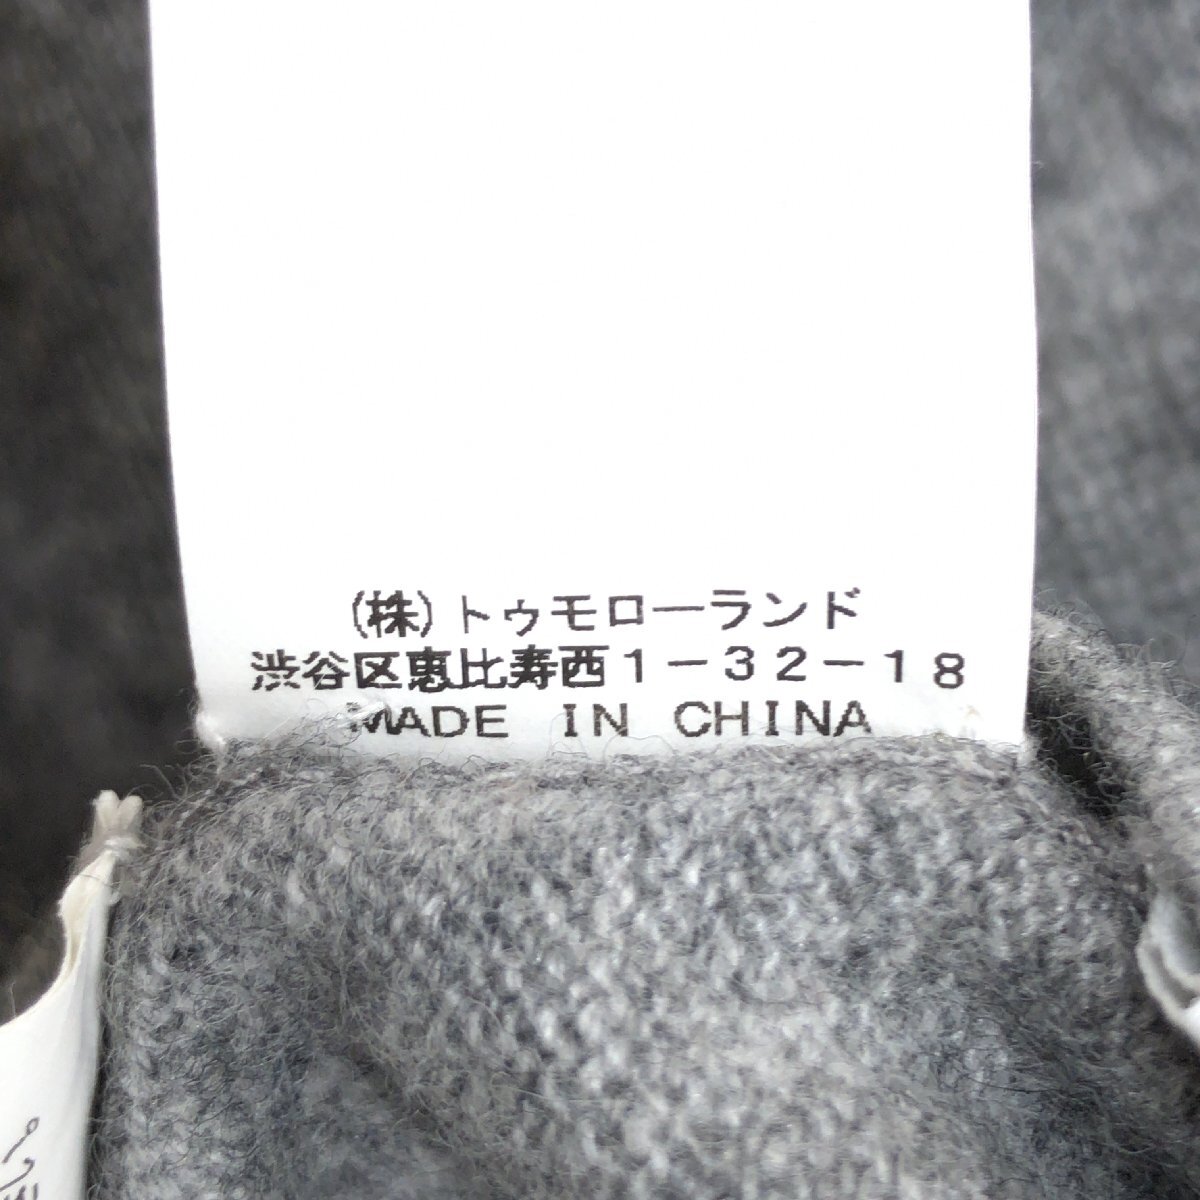 (株)トゥモローランド
渋谷区恵比寿西1-32-18
MADE IN CHINA